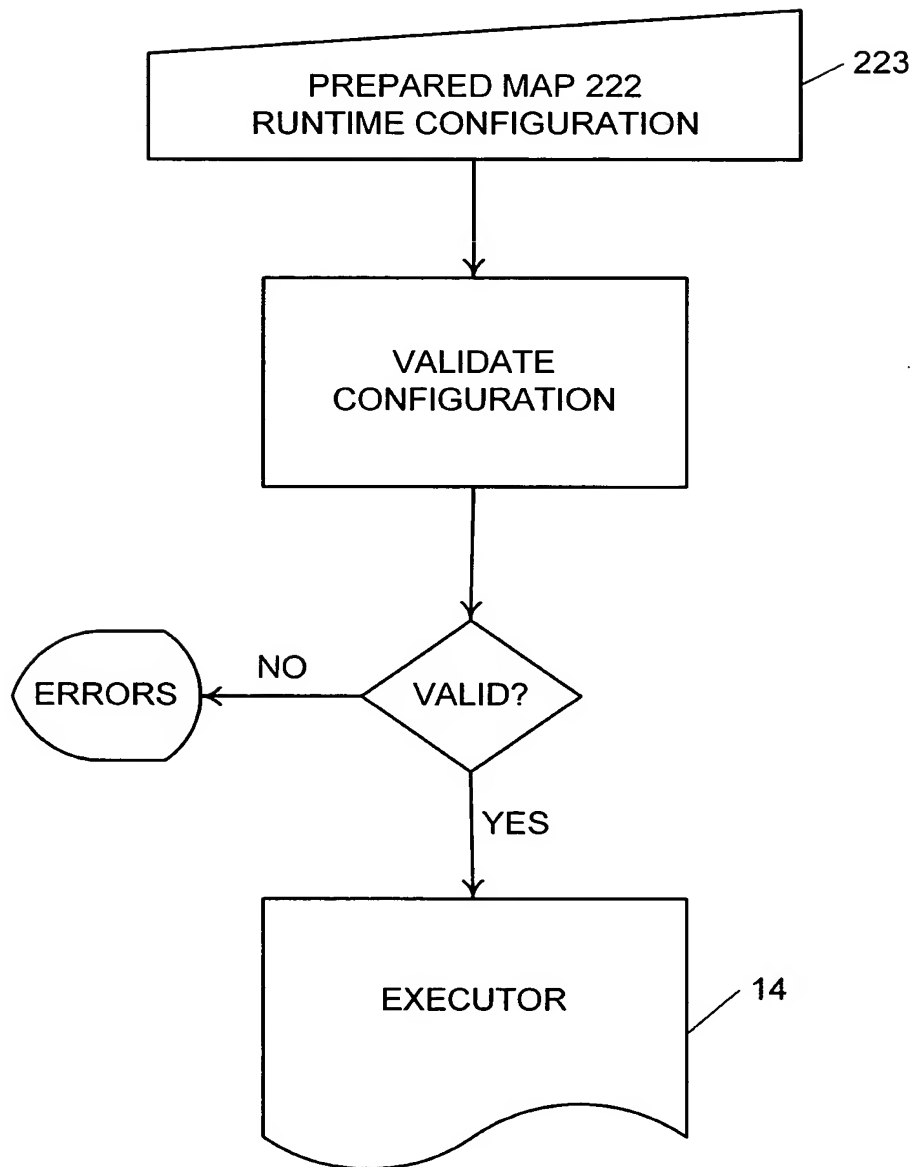 PREPARED MAP 222
RUNTIME CONFIGURATION
223
VALIDATE
CONFIGURATION
ERRORS
NO
VALID?
YES
EXECUTOR
14